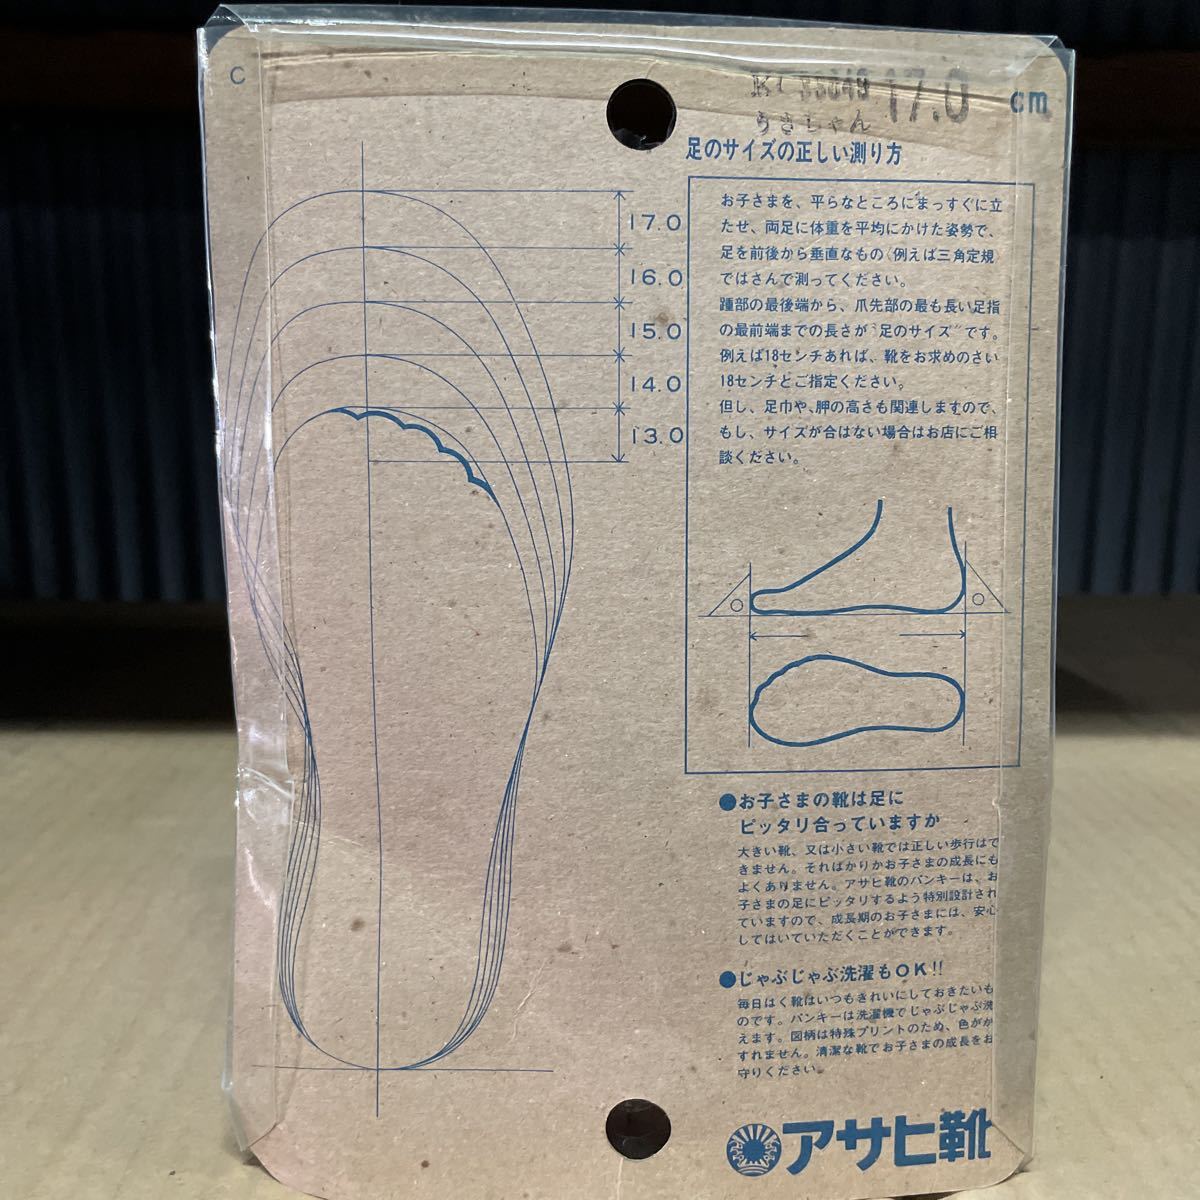 C
17.0 cm
うさちゃん
足のサイズの正しい測り方
17.0
16.0
15.0
14.0
13.0
お子さまを、平らなところにまっすぐに立
たせ、両足に体重を平均にかけた姿勢で、
足を前後から垂直なもの(例えば三角定規
ではさんで測ってください。
踵部の最後端から、爪先部の最も長い足指
の最前端までの長さが“足のサイズ”です。
例えば18センチあれば、靴をお求めのさい
18センチとご指定ください。
但し、足巾や、胛の高さも関連しますので、
もし、サイズが合はない場合はお店にご相
談ください。
●お子さまの靴は足に
ピッタリ合っていますか
大きい靴、又は小さい靴では正しい歩行はで
きません。そればかりかお子さまの成長にも
よくありません。アサヒ靴のバンキーは、お
子さまの足にピッタリするよう特別設計され
ていますので、成長期のお子さまには、安心
してはいていただくことができます。
●じゃぶじゃぶ洗濯もOK!!
毎日はく靴はいつもきれいにしておきたいも
のです。バンキーは洗濯機でじゃぶじゃぶ洗
えます。図柄は特殊プリントのため、色がか
すれません。清潔な靴でお子さまの成長をお
守りください。
アサヒ靴